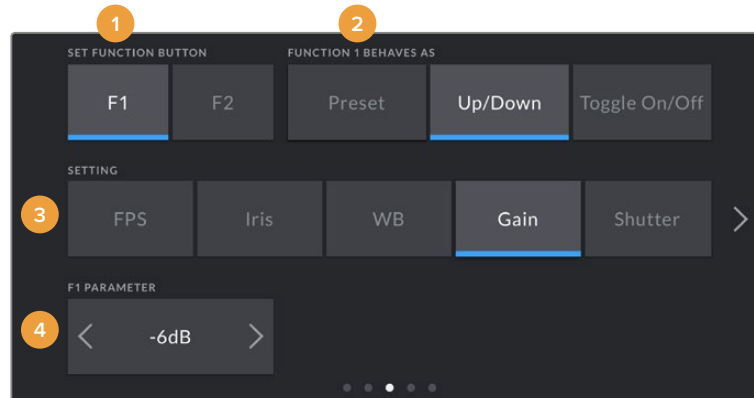 1 2
SET FUNCTION BUTTON FUNCTION 1 BEHAVES AS
F1 F2 Preset Up/Down Toggle On/Off
SETTING
3 FPS Iris WB Gain Shutter
F1 PARAMETER
4 -6dB